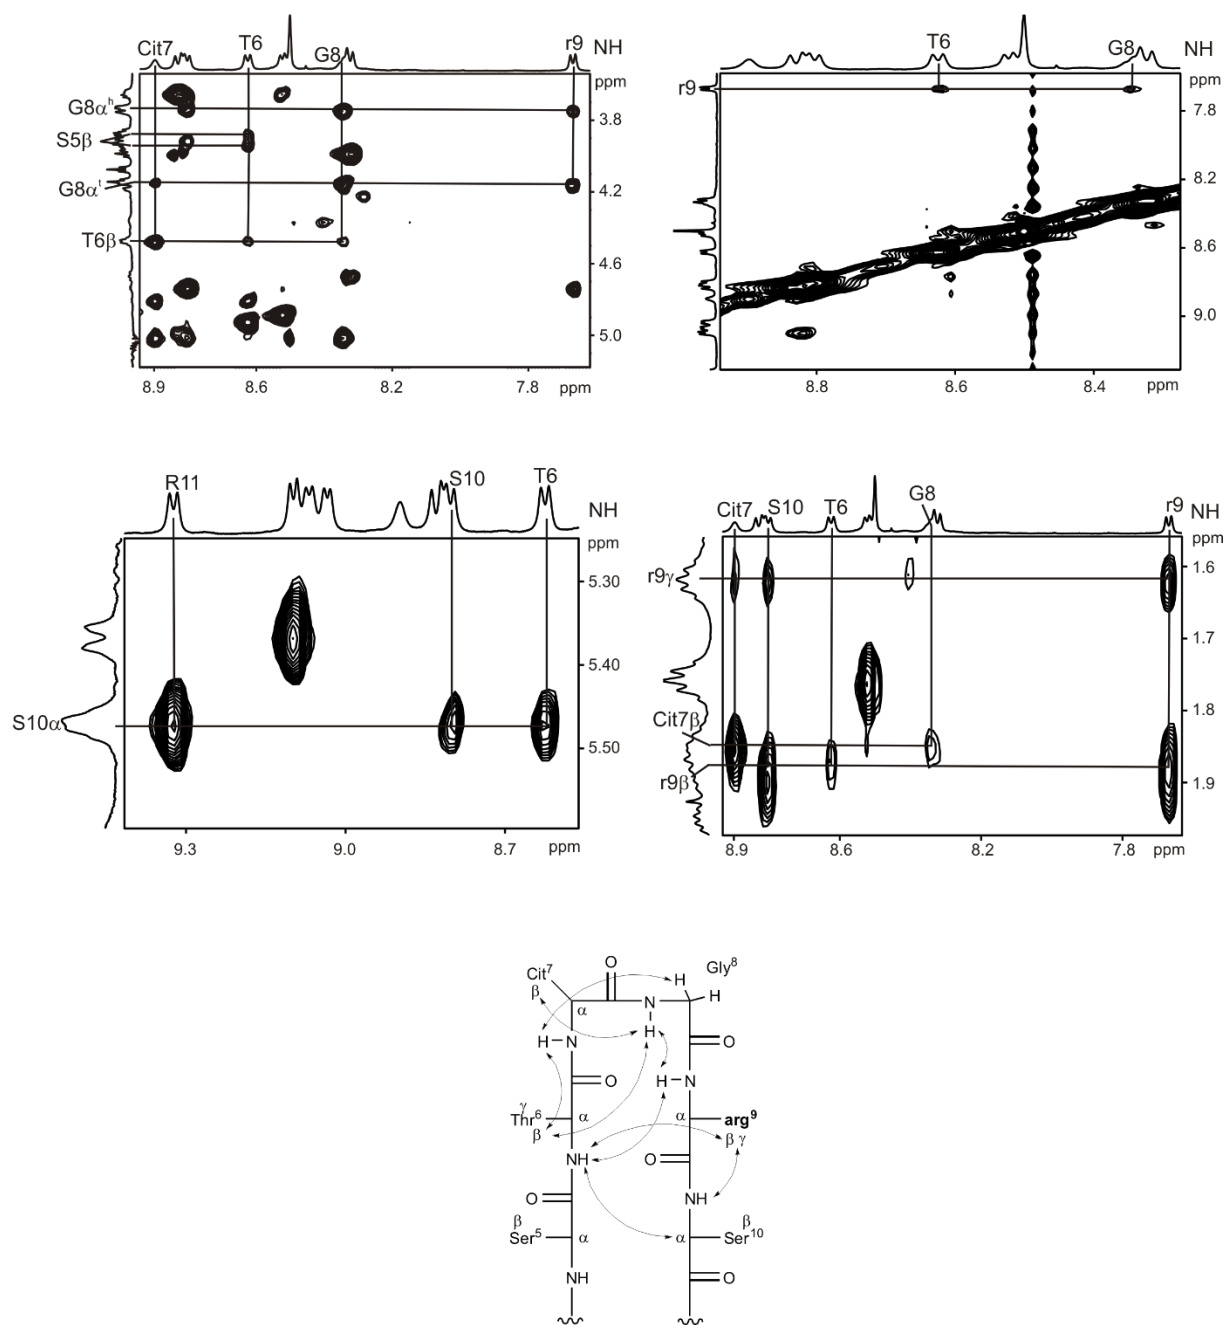 Cit7 T6 G8 r9 NH
ppm
G8αʰ
S5β
G8αᵗ
T6β
3.8
4.2
4.6
5.0
8.9 8.6 8.2 7.8 ppm
T6 G8 NH
ppm
r9
7.8
8.2
8.6
9.0
8.8 8.6 8.4 ppm
R11 S10 T6 NH
ppm
S10α
5.30
5.40
5.50
9.3 9.0 8.7 ppm
Cit7 S10 T6 G8 r9 NH
ppm
r9γ
Cit7β
r9β
1.6
1.7
1.8
1.9
8.9 8.6 8.2 7.8 ppm
O H Gly⁸
Cit⁷ H
β α N
H
H–N O
O H–N
γ
Thr⁶ α α arg⁹
β β γ
NH O
O NH
β β
Ser⁵ α α Ser¹⁰
NH O